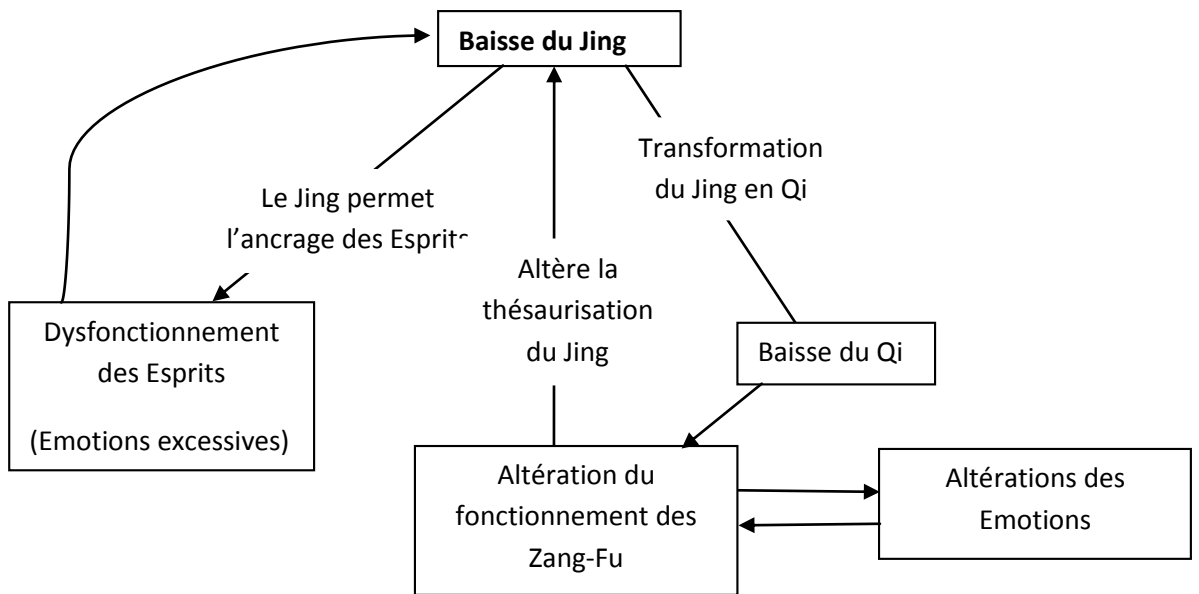 Baisse du Jing
Transformation
du Jing en Qi
Le Jing permet
l’ancrage des Esprits
Altère la
thésaurisation
du Jing
Dysfonctionnement
des Esprits
(Emotions excessives)
Baisse du Qi
Altération du
fonctionnement des
Zang-Fu
Altérations des
Emotions